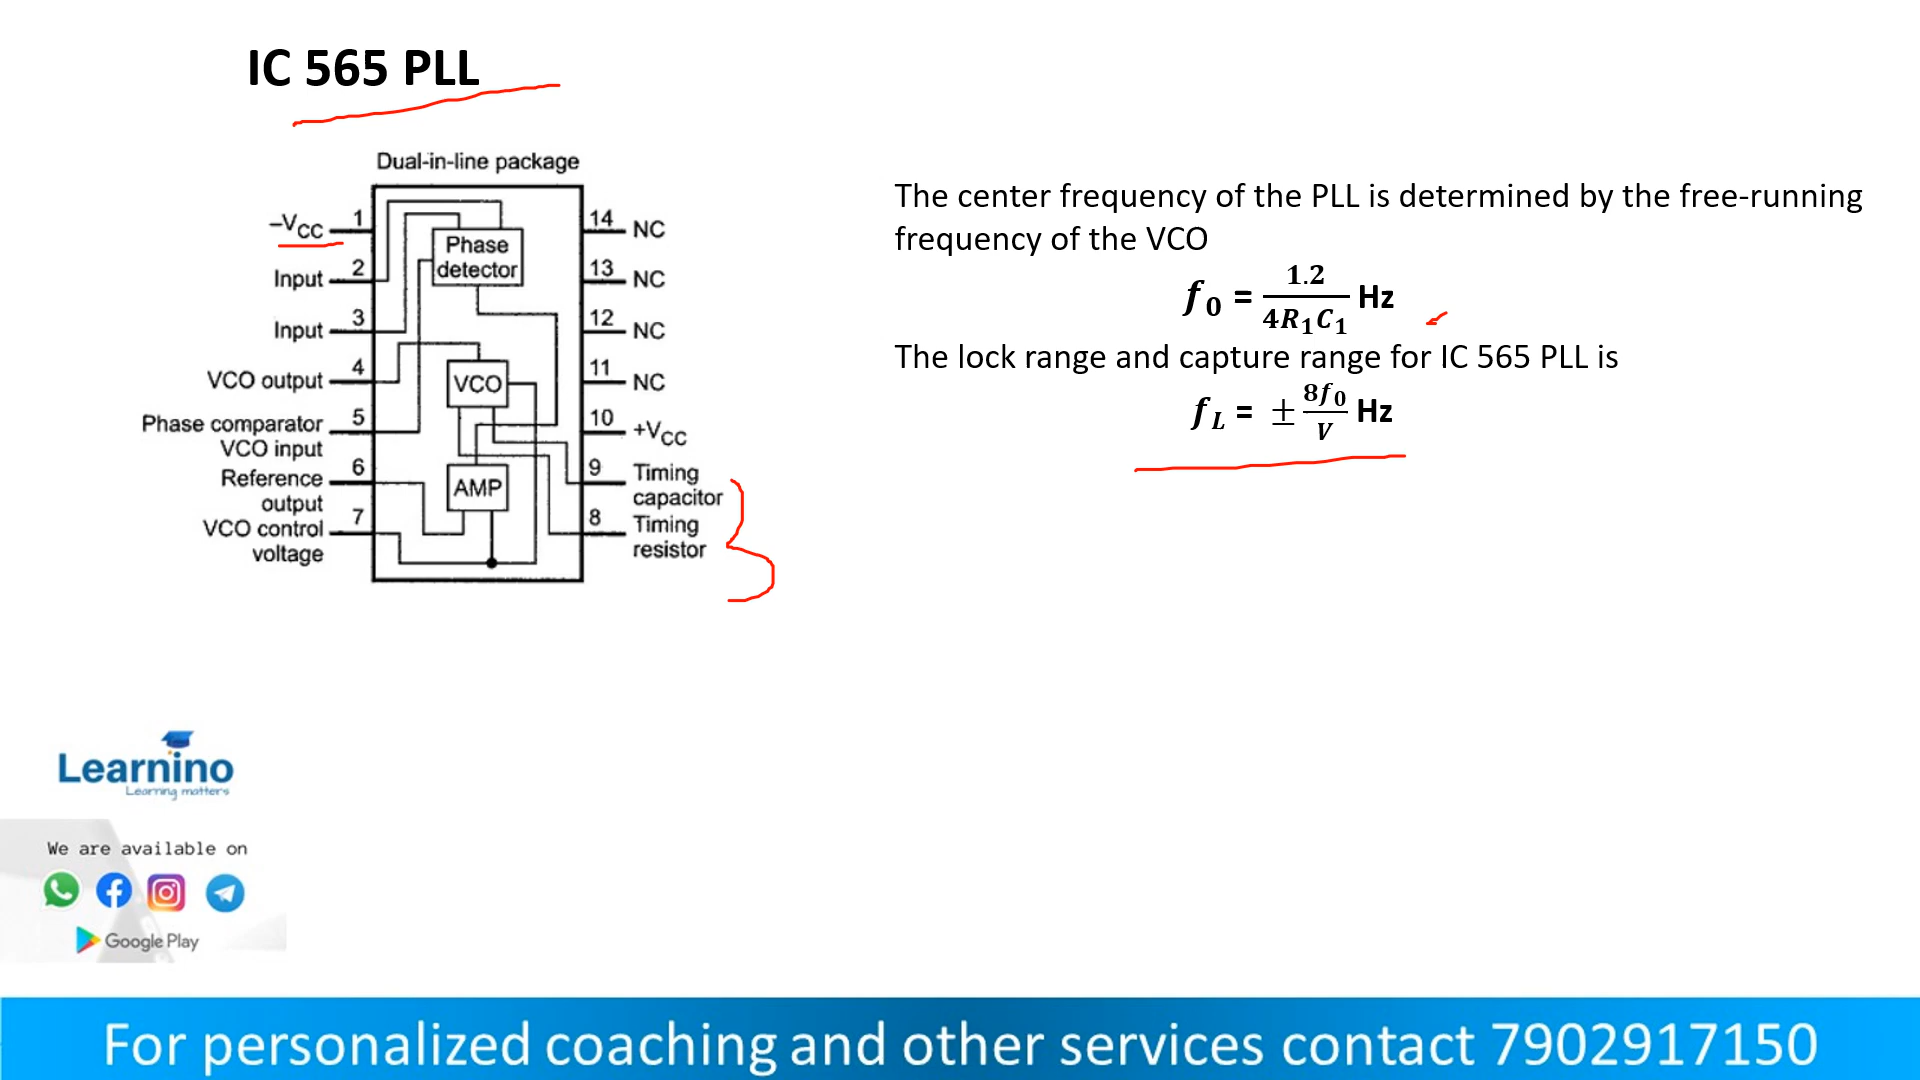 IC 565 PLL
Dual-in-line package
–VCC 1
Input 2
Input 3
VCO output 4
Phase comparator 5
VCO input
Reference 6
output
VCO control 7
voltage
Phase
detector
VCO
AMP
14 NC
13 NC
12 NC
11 NC
10 +VCC
9 Timing
capacitor
8 Timing
resistor
The center frequency of the PLL is determined by the free-running
frequency of the VCO
f0 = 1.2 / 4R1C1 Hz
The lock range and capture range for IC 565 PLL is
fL = ± 8f0 / V Hz
Learnino
Learning matters
We are available on
Google Play
For personalized coaching and other services contact 7902917150